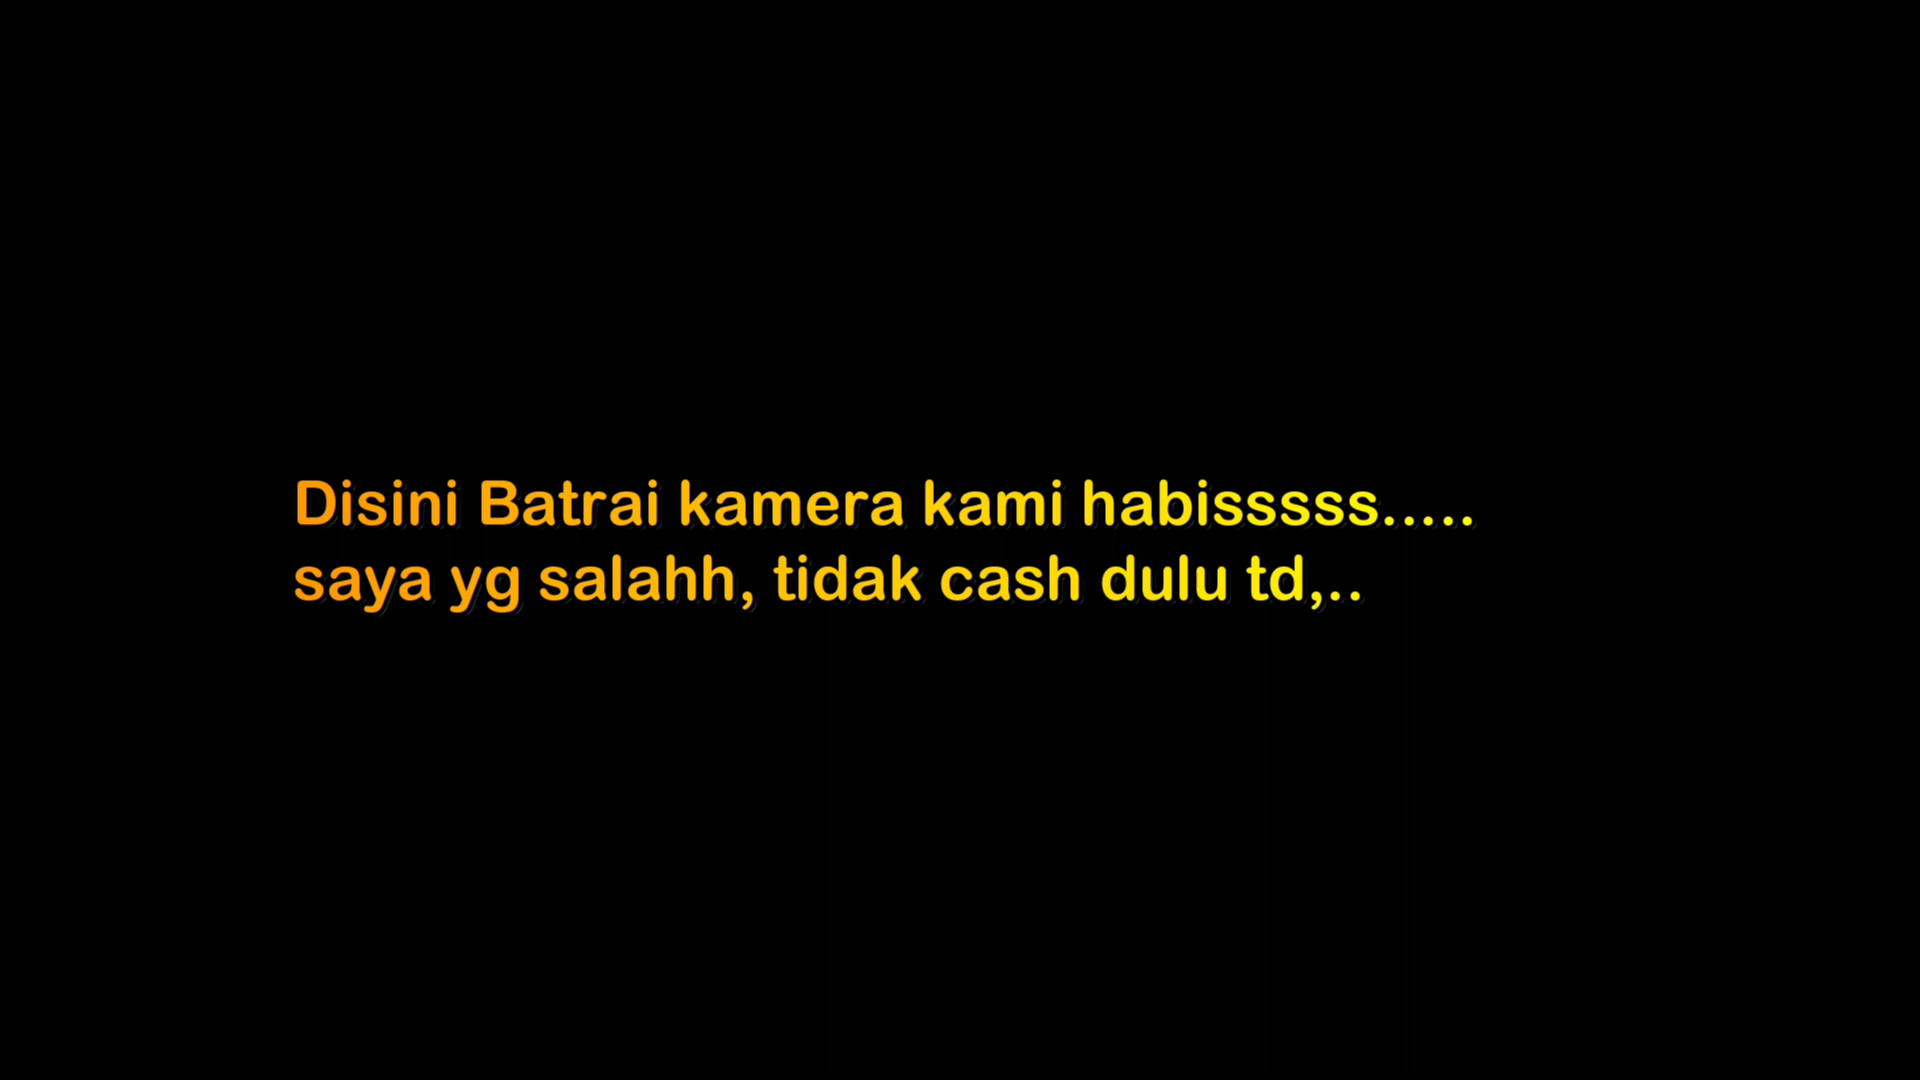 Disini Batrai kamera kami habisssss.....
saya yg salahh, tidak cash dulu td,..